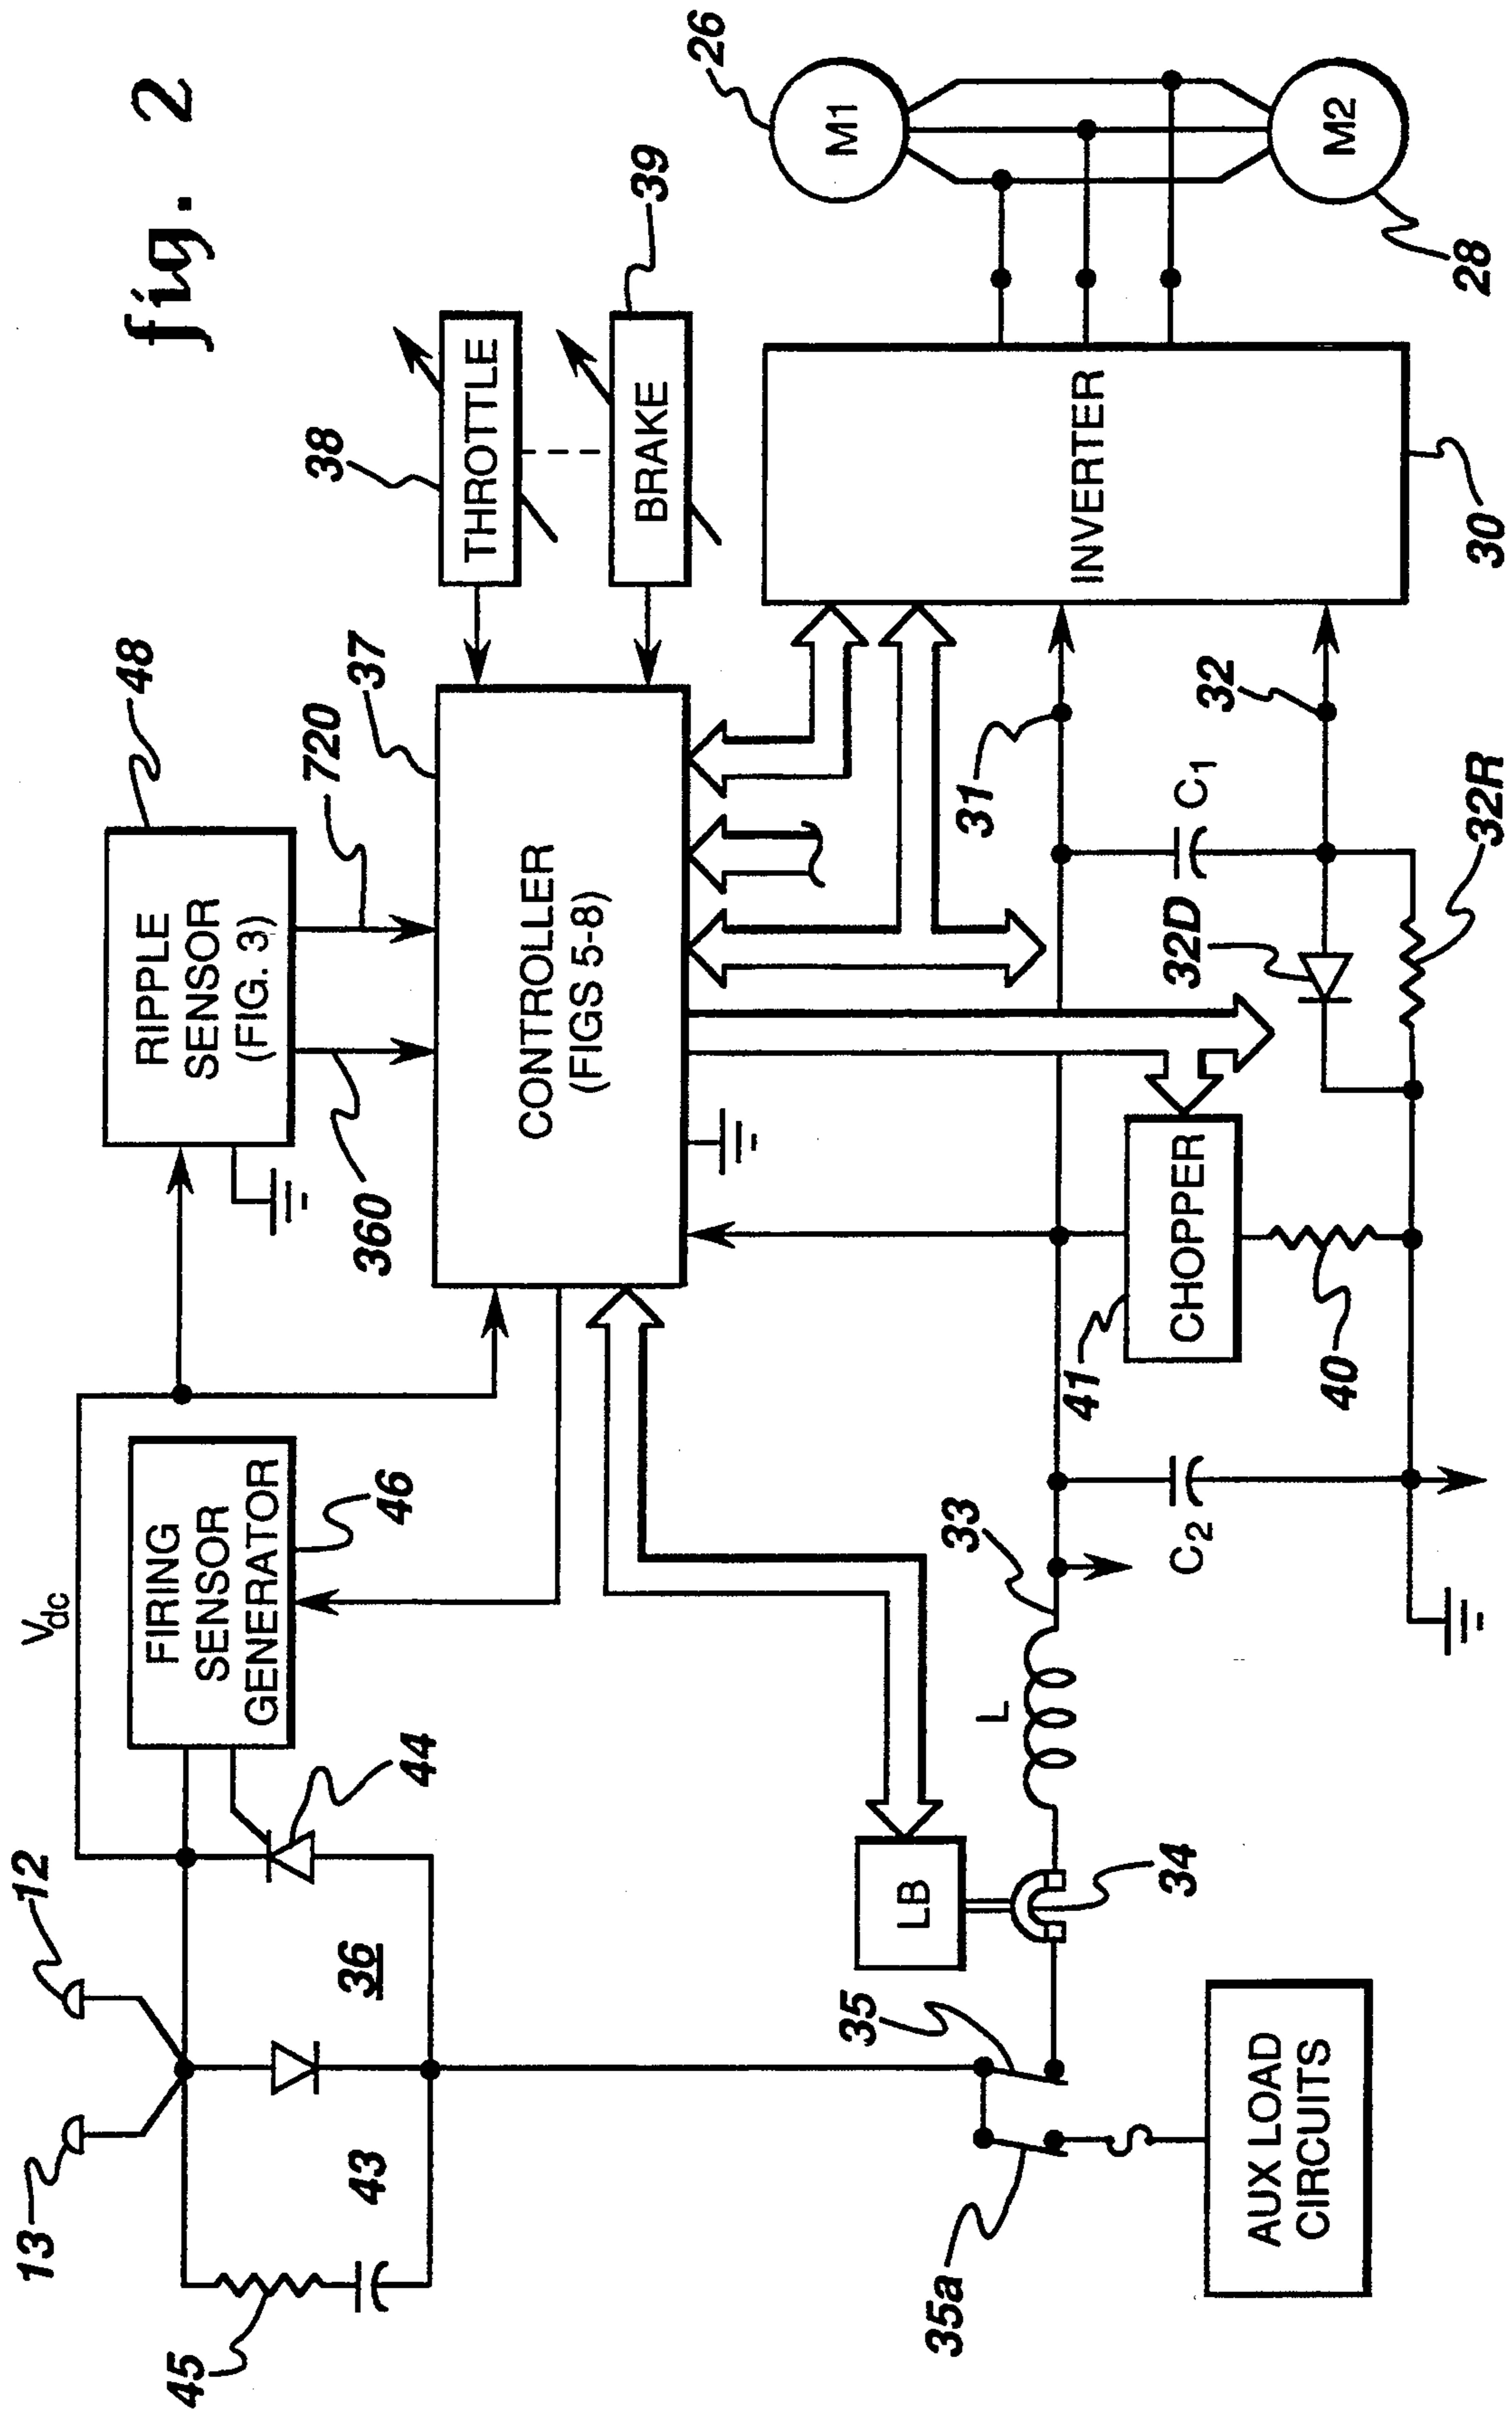 fig. 2
13
12
V dc
45
43
36
44
FIRING
SENSOR
GENERATOR
46
RIPPLE
SENSOR
(FIG. 3)
48
360
720
37
CONTROLLER
(FIGS 5-8)
38
THROTTLE
39
BRAKE
26
M1
M2
28
INVERTER
30
31
32
C1
32D
32R
CHOPPER
41
40
C2
33
L
LB
34
35
35a
AUX LOAD
CIRCUITS